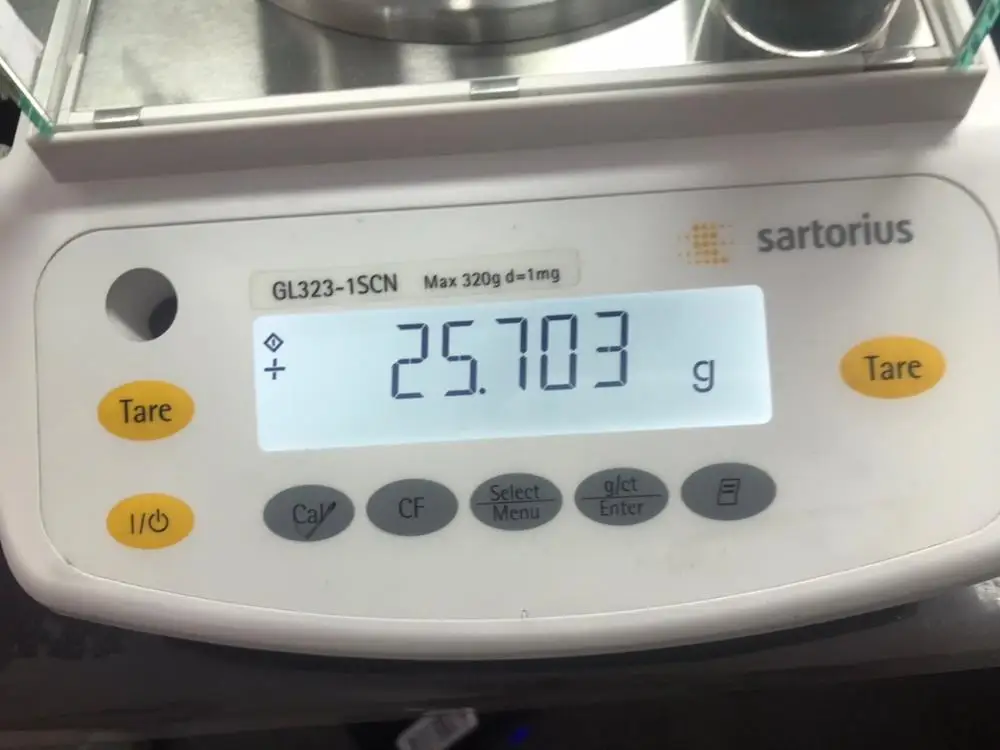 sartorius
GL323-1SCN Max 320g d=1mg
+ 25.703 g
Tare
Tare
I/⏻
Cal
CF
Select
Menu
g/ct
Enter